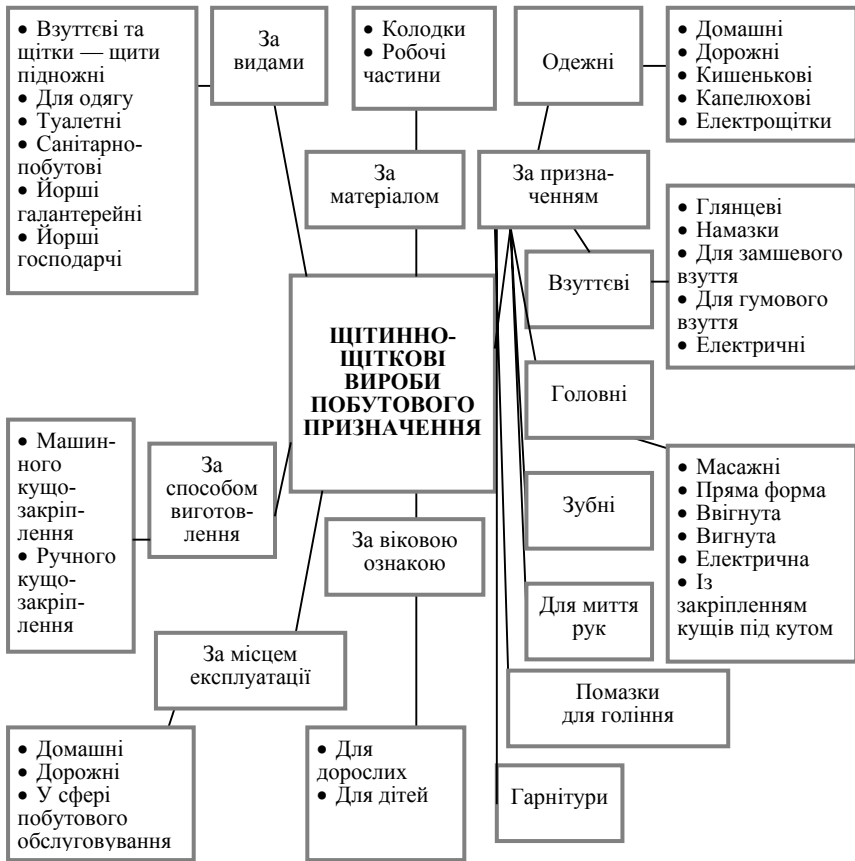 • Взуттєві та
щітки — щити
підножні
• Для одягу
• Туалетні
• Санітарно-
побутові
• Йорші
галантерейні
• Йорші
господарчі
За
видами
• Колодки
• Робочі
частини
Одежні
• Домашні
• Дорожні
• Кишенькові
• Капелюхові
• Електрощітки
За
матеріалом
За призна-
ченням
Взуттєві
• Глянцеві
• Намазки
• Для замшевого
взуття
• Для гумового
взуття
• Електричні
ЩІТИННО-
ЩІТКОВІ
ВИРОБИ
ПОБУТОВОГО
ПРИЗНАЧЕННЯ
Головні
• Масажні
• Пряма форма
• Ввігнута
• Вигнута
• Електрична
• Із
закріпленням
кущів під кутом
• Машин-
ного
кущо-
закріп-
лення
• Ручного
кущо-
закріп-
лення
За
способом
виготов-
лення
Зубні
За віковою
ознакою
Для миття
рук
За місцем
експлуатації
Помазки
для гоління
• Домашні
• Дорожні
• У сфері
побутового
обслуговування
• Для
дорослих
• Для дітей
Гарнітури